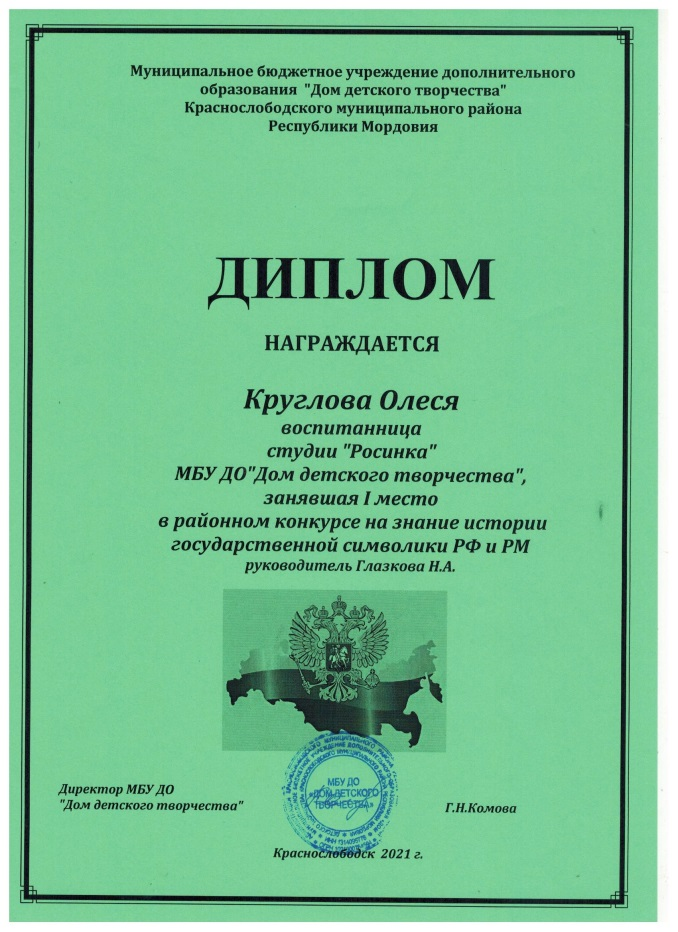 Муниципальное бюджетное учреждение дополнительного
образования "Дом детского творчества"
Краснослободского муниципального района
Республики Мордовия
ДИПЛОМ
НАГРАЖДАЕТСЯ
Круглова Олеся
воспитанница
студии "Росинка"
МБУ ДО"Дом детского творчества",
занявшая I место
в районном конкурсе на знание истории
государственной символики РФ и РМ
руководитель Глазкова Н.А.
Директор МБУ ДО
"Дом детского творчества"
Г.Н.Комова
МБУ ДО
«ДОМ ДЕТСКОГО
ТВОРЧЕСТВА»
Краснослободск 2021 г.